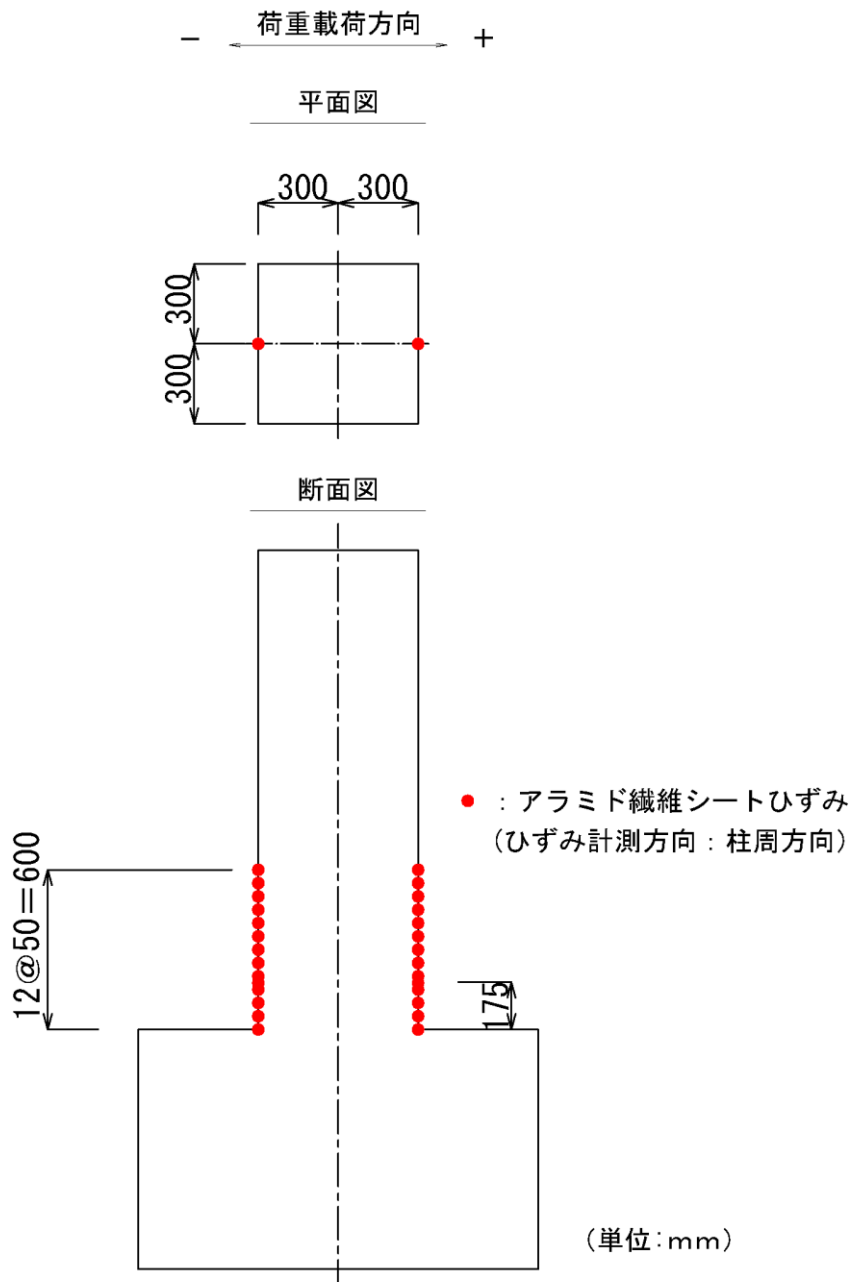 − 荷重載荷方向 +
平面図
300 300
300
300
断面図
● : アラミド繊維シートひずみ
(ひずみ計測方向:柱周方向)
12@50=600
175
(単位:mm)